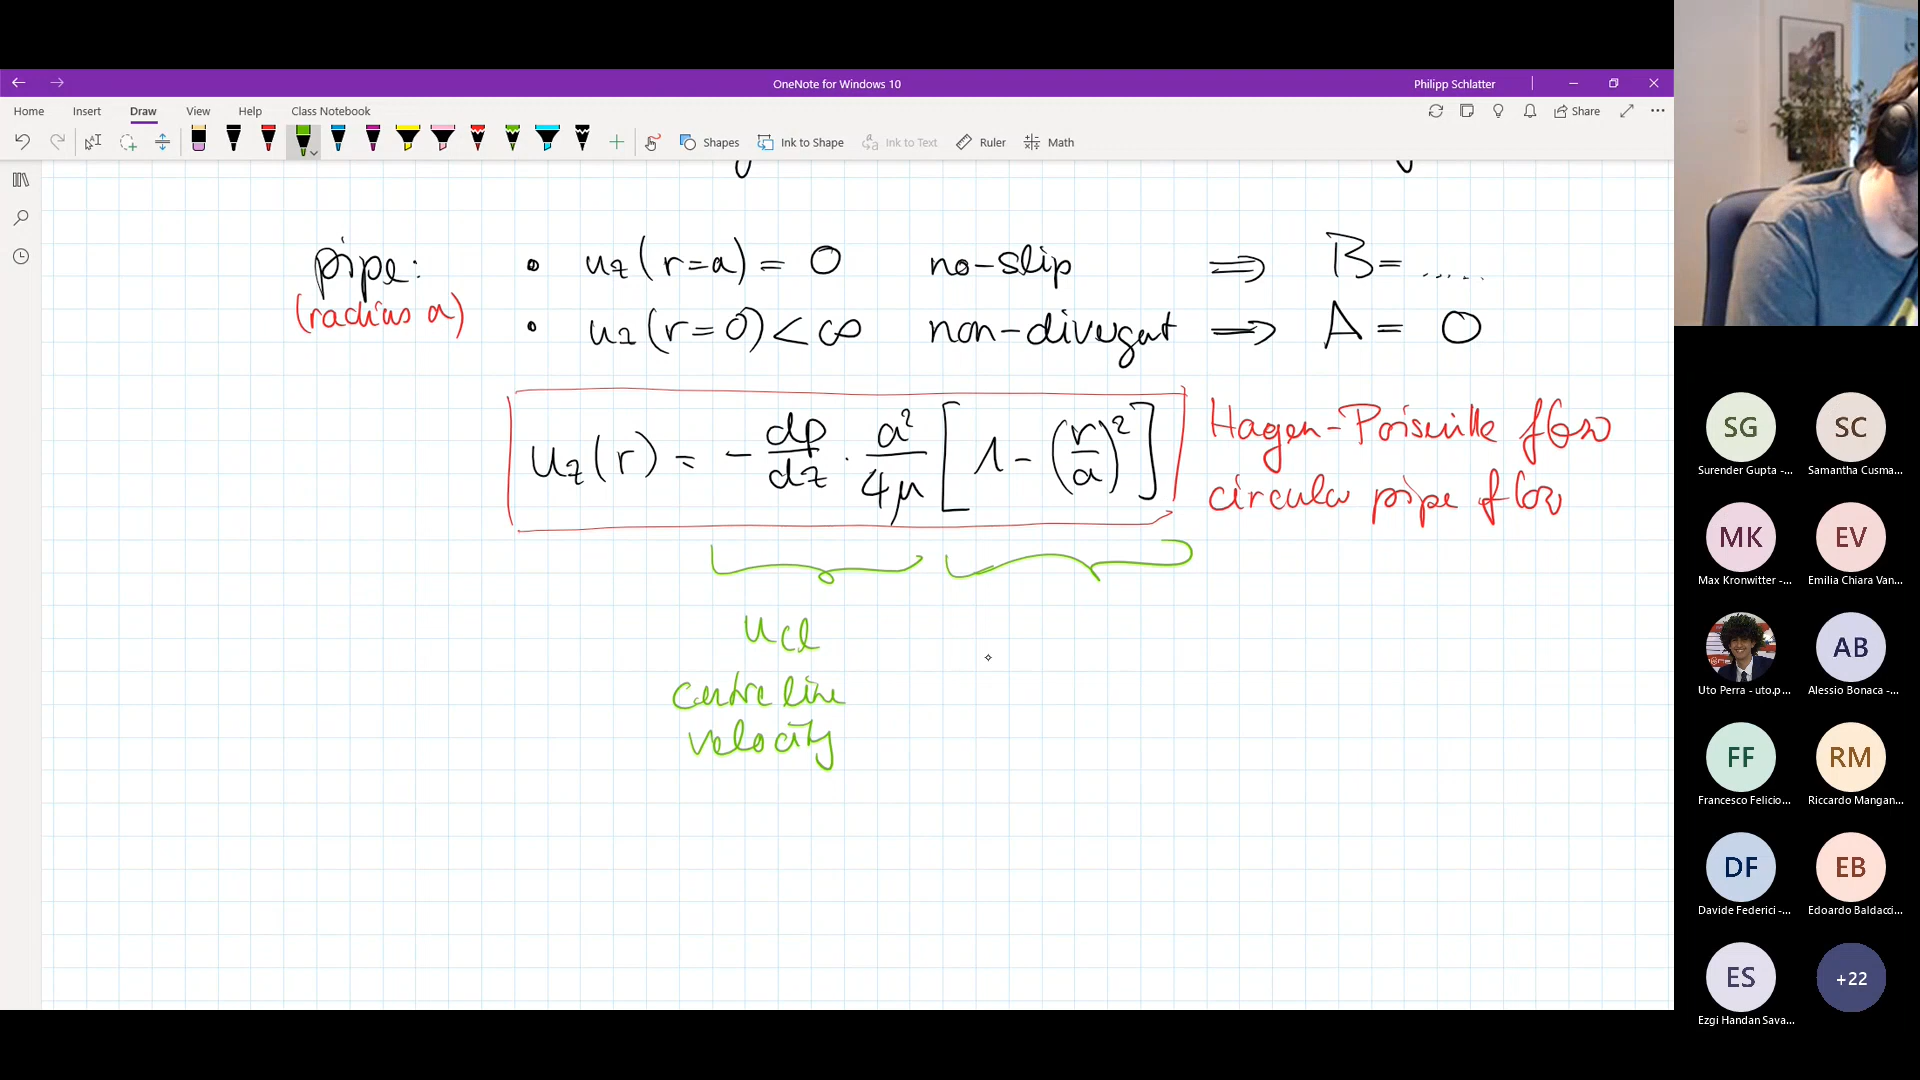 OneNote for Windows 10
Philipp Schlatter
Home Insert Draw View Help Class Notebook
Share
Shapes Ink to Shape Ink to Text Ruler Math
pipe: • uz(r=a) = 0 no-slip ⟹ B= ......
(radius a)
• uz(r=0) < ∞ non-divergent ⟹ A = 0
uz(r) = - dp/dz · a²/4μ [1 - (r/a)²]
Hagen-Poiseuille flow
circular pipe flow
ucl
centre line
velocity
SG
SC
Surender Gupta -...
Samantha Cusma...
MK
EV
Max Kronwitter -...
Emilia Chiara Van...
AB
Uto Perra - uto.p...
Alessio Bonaca -...
FF
RM
Francesco Felicio...
Riccardo Mangan...
DF
EB
Davide Federici -...
Edoardo Baldacci...
ES
+22
Ezgi Handan Sava...